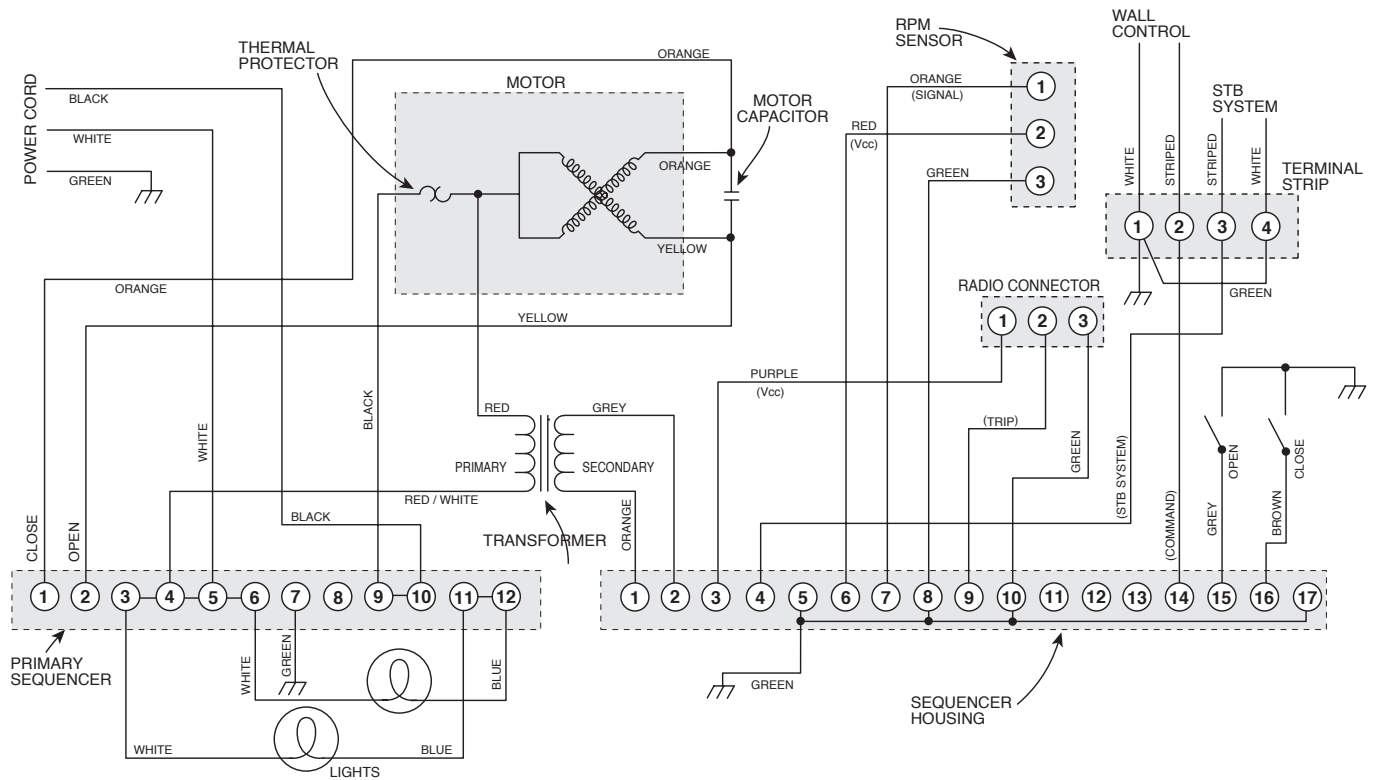 THERMAL
PROTECTOR
ORANGE
POWER CORD
BLACK
WHITE
GREEN
MOTOR
MOTOR
CAPACITOR
ORANGE
YELLOW
ORANGE
YELLOW
RPM
SENSOR
ORANGE
(SIGNAL)
1
RED
(Vcc)
2
GREEN
3
WALL
CONTROL
STB
SYSTEM
WHITE
STRIPED
STRIPED
WHITE
TERMINAL
STRIP
1 2 3 4
GREEN
RADIO CONNECTOR
1 2 3
PURPLE
(Vcc)
(TRIP)
GREEN
(STB SYSTEM)
(COMMAND)
GREY
OPEN
BROWN
CLOSE
BLACK
WHITE
RED
GREY
PRIMARY
SECONDARY
RED / WHITE
BLACK
TRANSFORMER
ORANGE
CLOSE
OPEN
1 2 3 4 5 6 7 8 9 10 11 12
1 2 3 4 5 6 7 8 9 10 11 12 13 14 15 16 17
PRIMARY
SEQUENCER
WHITE
GREEN
BLUE
WHITE
BLUE
LIGHTS
GREEN
SEQUENCER
HOUSING